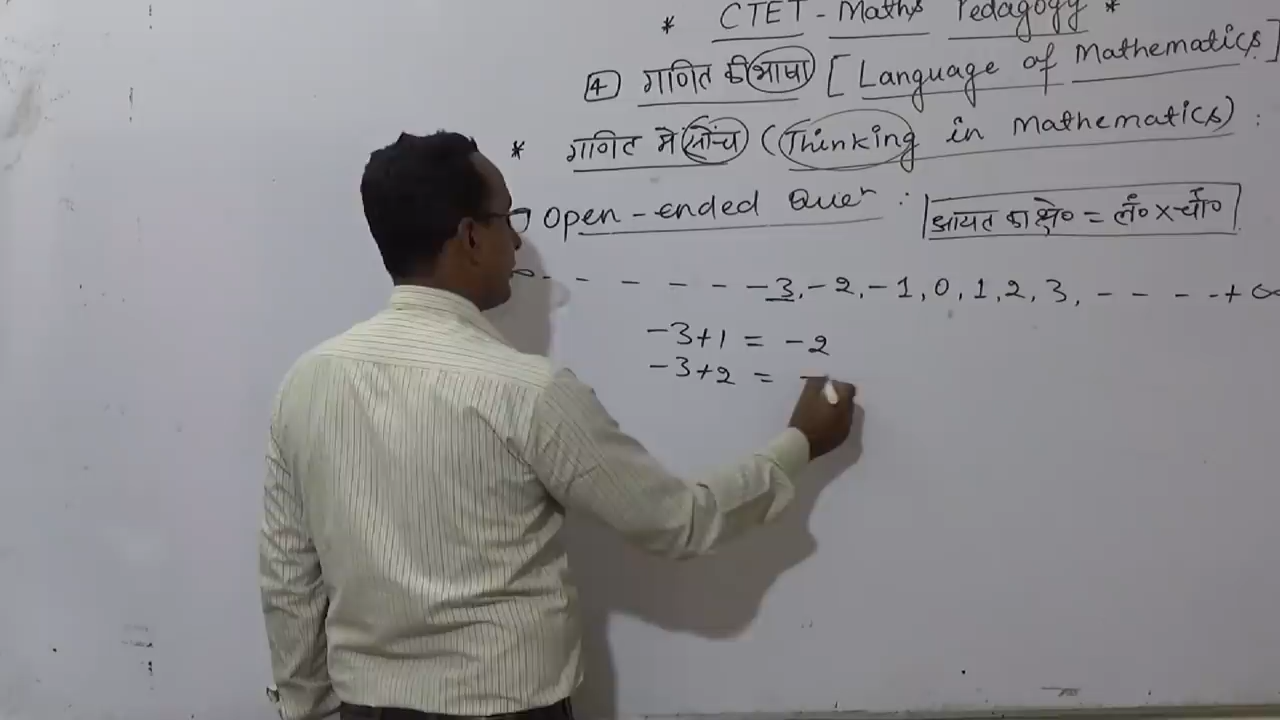 * CTET - Maths Pedagogy *
4 गणित की भाषा [Language of Mathematics]
* गणित मे सोंच (Thinking in Mathematics) :
Open-ended Quer :
आयत का क्षे० = लं० × चौ०
- - - - - -3, -2, -1, 0, 1, 2, 3, - - - - + ∞
-3+1 = -2
-3+2 = -